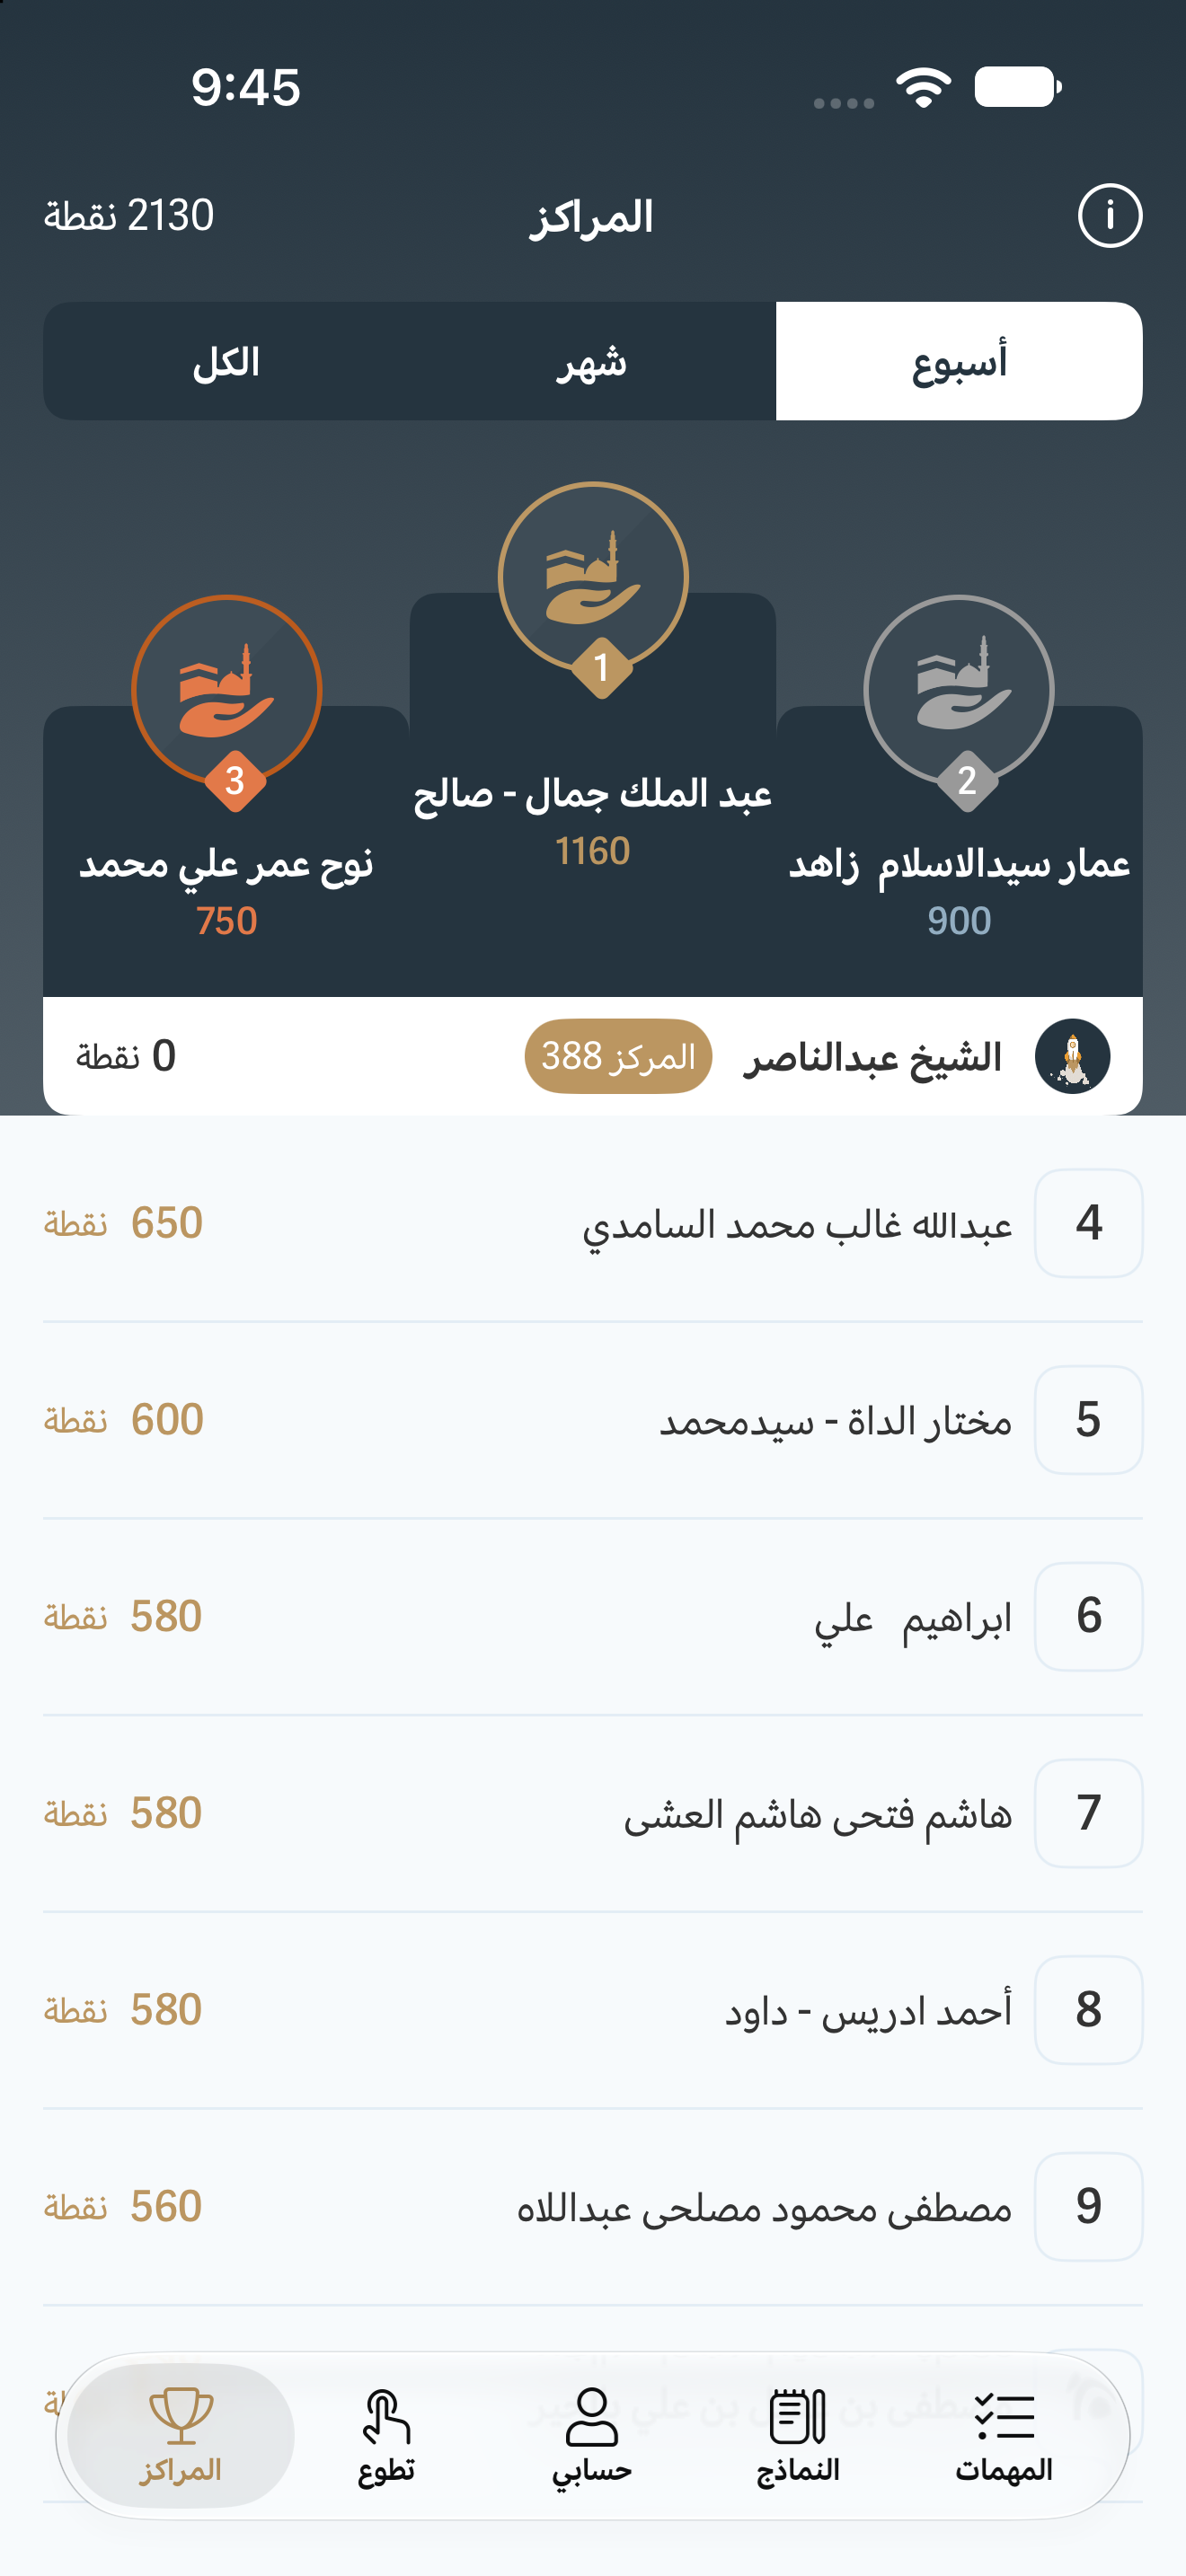 9:45
المراكز
2130 نقطة
أسبوع
شهر
الكل
1
عبد الملك جمال - صالح
1160
2
عمار سيدالاسلام زاهد
900
3
نوح عمر علي محمد
750
الشيخ عبدالناصر المركز 388 0 نقطة
4 عبدالله غالب محمد السامدي 650 نقطة
5 مختار الداة - سيدمحمد 600 نقطة
6 ابراهيم علي 580 نقطة
7 هاشم فتحى هاشم العشى 580 نقطة
8 أحمد ادريس - داود 580 نقطة
9 مصطفى محمود مصلحى عبداللاه 560 نقطة
المهمات
النماذج
حسابي
تطوع
المراكز